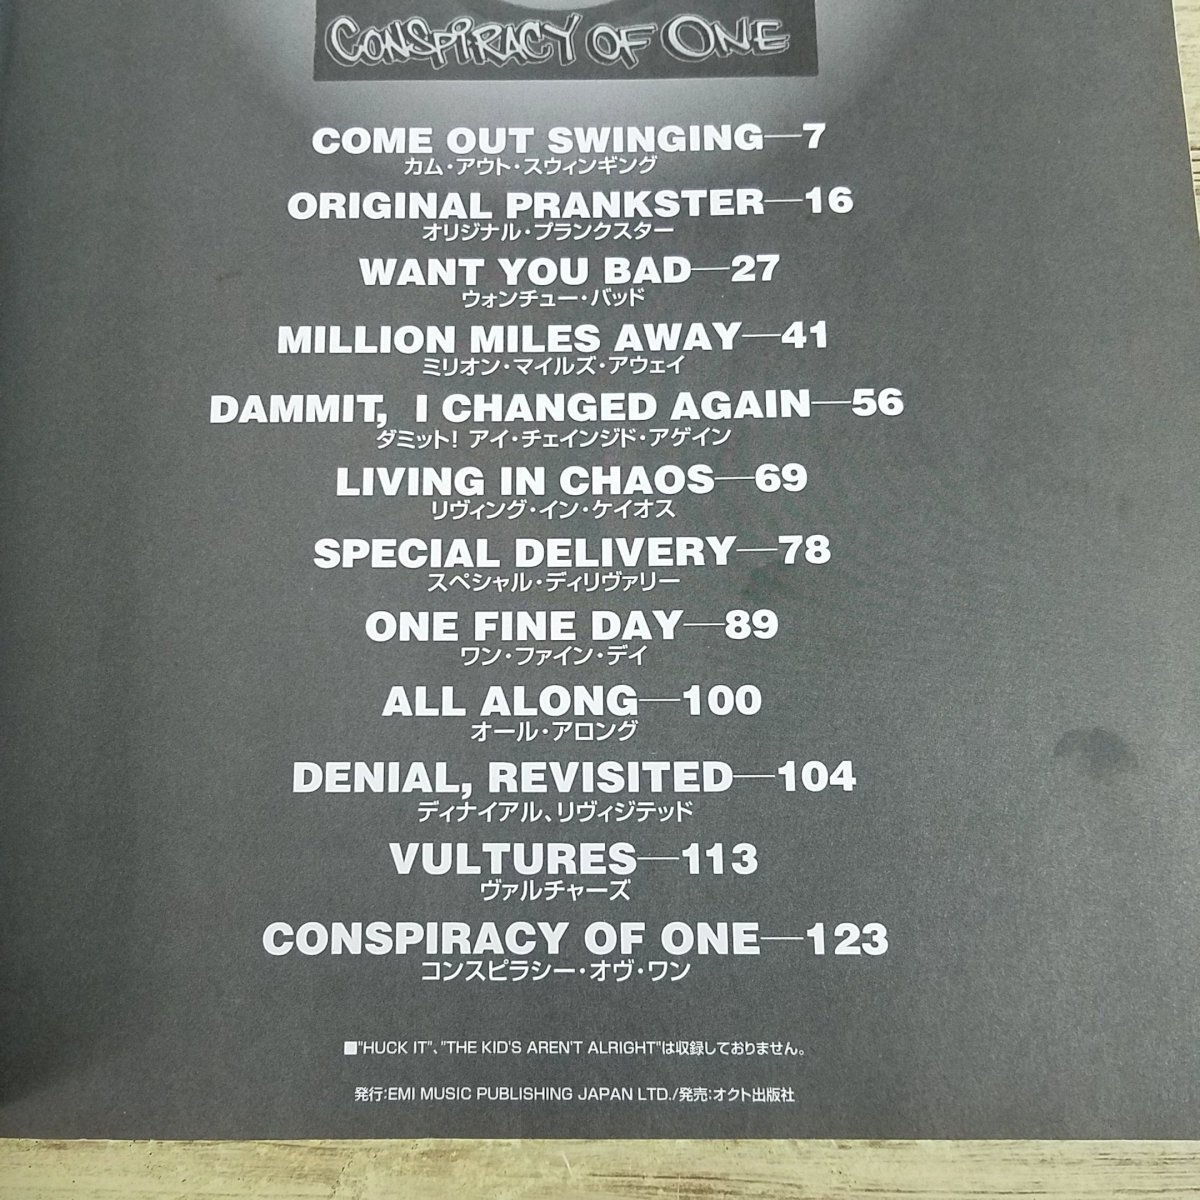 CONSPIRACY OF ONE
COME OUT SWINGING—7
カム・アウト・スウィンギング
ORIGINAL PRANKSTER—16
オリジナル・プランクスター
WANT YOU BAD—27
ウォンチュー・バッド
MILLION MILES AWAY—41
ミリオン・マイルズ・アウェイ
DAMMIT, I CHANGED AGAIN—56
ダミット! アイ・チェインジド・アゲイン
LIVING IN CHAOS—69
リヴィング・イン・ケイオス
SPECIAL DELIVERY—78
スペシャル・ディリヴァリー
ONE FINE DAY—89
ワン・ファイン・デイ
ALL ALONG—100
オール・アロング
DENIAL, REVISITED—104
ディナイアル、リヴィジテッド
VULTURES—113
ヴァルチャーズ
CONSPIRACY OF ONE—123
コンスピラシー・オヴ・ワン
■"HUCK IT"、"THE KID'S AREN'T ALRIGHT"は収録しておりません。
発行:EMI MUSIC PUBLISHING JAPAN LTD./発売:オクト出版社